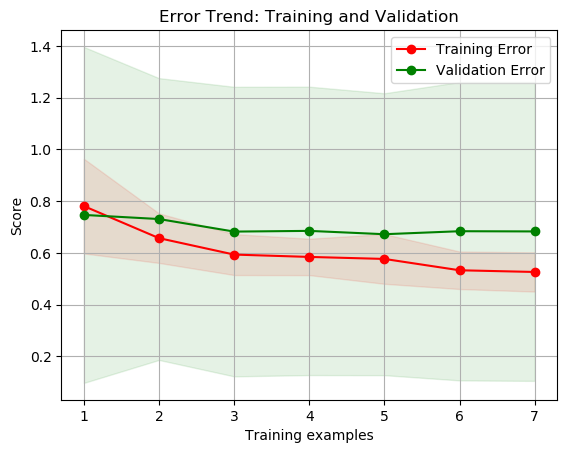 Error Trend: Training and Validation
Training Error
Validation Error
Score
1.4
1.2
1.0
0.8
0.6
0.4
0.2
1 2 3 4 5 6 7
Training examples